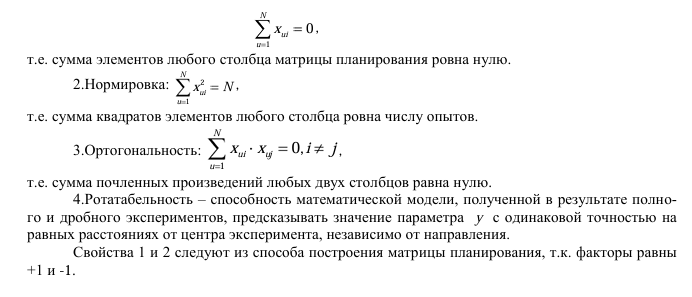 \sum_{u=1}^{N} x_{ui} = 0,
т.е. сумма элементов любого столбца матрицы планирования ровна нулю.
2.Нормировка: \sum_{u=1}^{N} x_{ui}^{2} = N,
т.е. сумма квадратов элементов любого столбца ровна числу опытов.
3.Ортогональность: \sum_{u=1}^{N} x_{ui} · x_{uj} = 0, i ≠ j,
т.е. сумма почленных произведений любых двух столбцов равна нулю.
4.Ротатабельность – способность математической модели, полученной в результате полно-
го и дробного экспериментов, предсказывать значение параметра y с одинаковой точностью на
равных расстояниях от центра эксперимента, независимо от направления.
Свойства 1 и 2 следуют из способа построения матрицы планирования, т.к. факторы равны
+1 и -1.